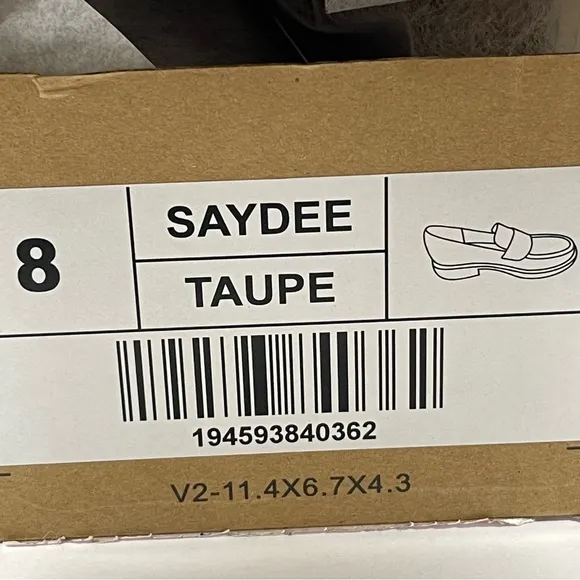 8
SAYDEE
TAUPE
194593840362
V2-11.4X6.7X4.3